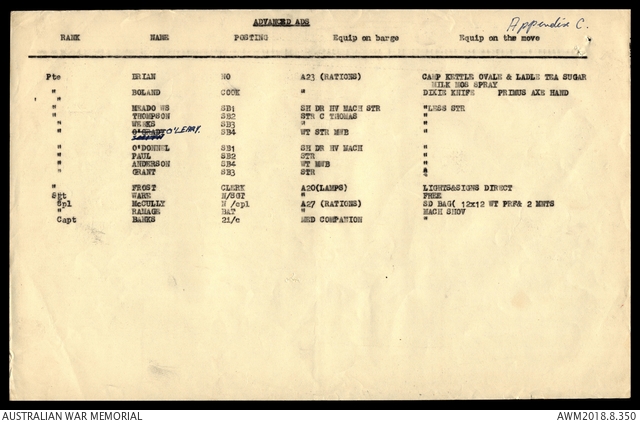 ADVANCED ADS
Appendix C.
RANK NAME POSTING Equip on barge Equip on the move
Pte BRIAN NO A23 (RATIONS) CAMP KETTLE OVALE & LADLE TEA SUGAR
MILK MOS SPRAY
" BOLAND COOK " DIXIE KNIFE PRIMUS AXE HAND
" MEADOWS SB1 SH DR HV MACH STR "LESS STR
" THOMPSON SB2 STR C THOMAS "
" WEEKS SB3 "
" O'LEARY. SB4 WT STR MWB "
" O'DONNEL SB1 SH DR HV MACH "
" PAUL SB2 STR "
" ANDERSON SB4 WT MWB "
" GRANT SB3 STR
" FROST CLERK A20(LAMPS) LIGHTS&SIGNS DIRECT
Sgt WARE N/SGT " FREE
Cpl McCULLY N /cpl A27 (RATIONS) SD BAG( 12x12 WT PRF& 2 MWTS
" RAMAGE BAT MACH SHOV
Capt BANKS 2i/c MED COMPANION "
AUSTRALIAN WAR MEMORIAL AWM2018.8.350